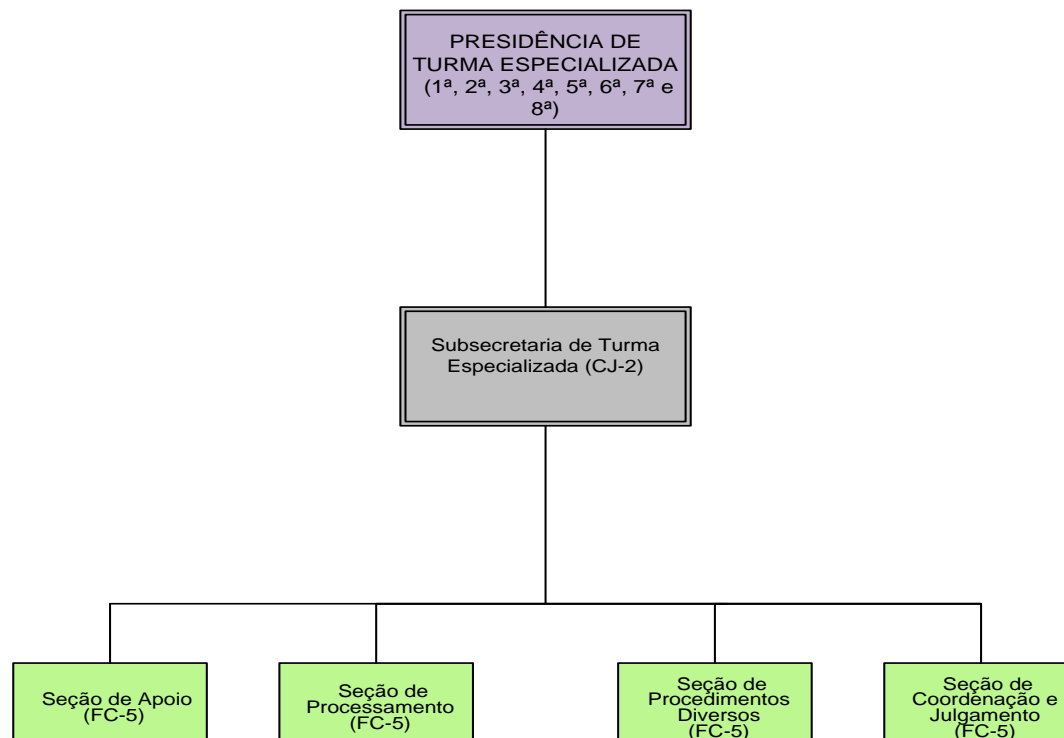 PRESIDÊNCIA DE
TURMA ESPECIALIZADA
(1ª, 2ª, 3ª, 4ª, 5ª, 6ª, 7ª e
8ª)
Subsecretaria de Turma
Especializada (CJ-2)
Seção de Apoio
(FC-5)
Seção de
Processamento
(FC-5)
Seção de
Procedimentos
Diversos
(FC-5)
Seção de
Coordenação e
Julgamento
(FC-5)